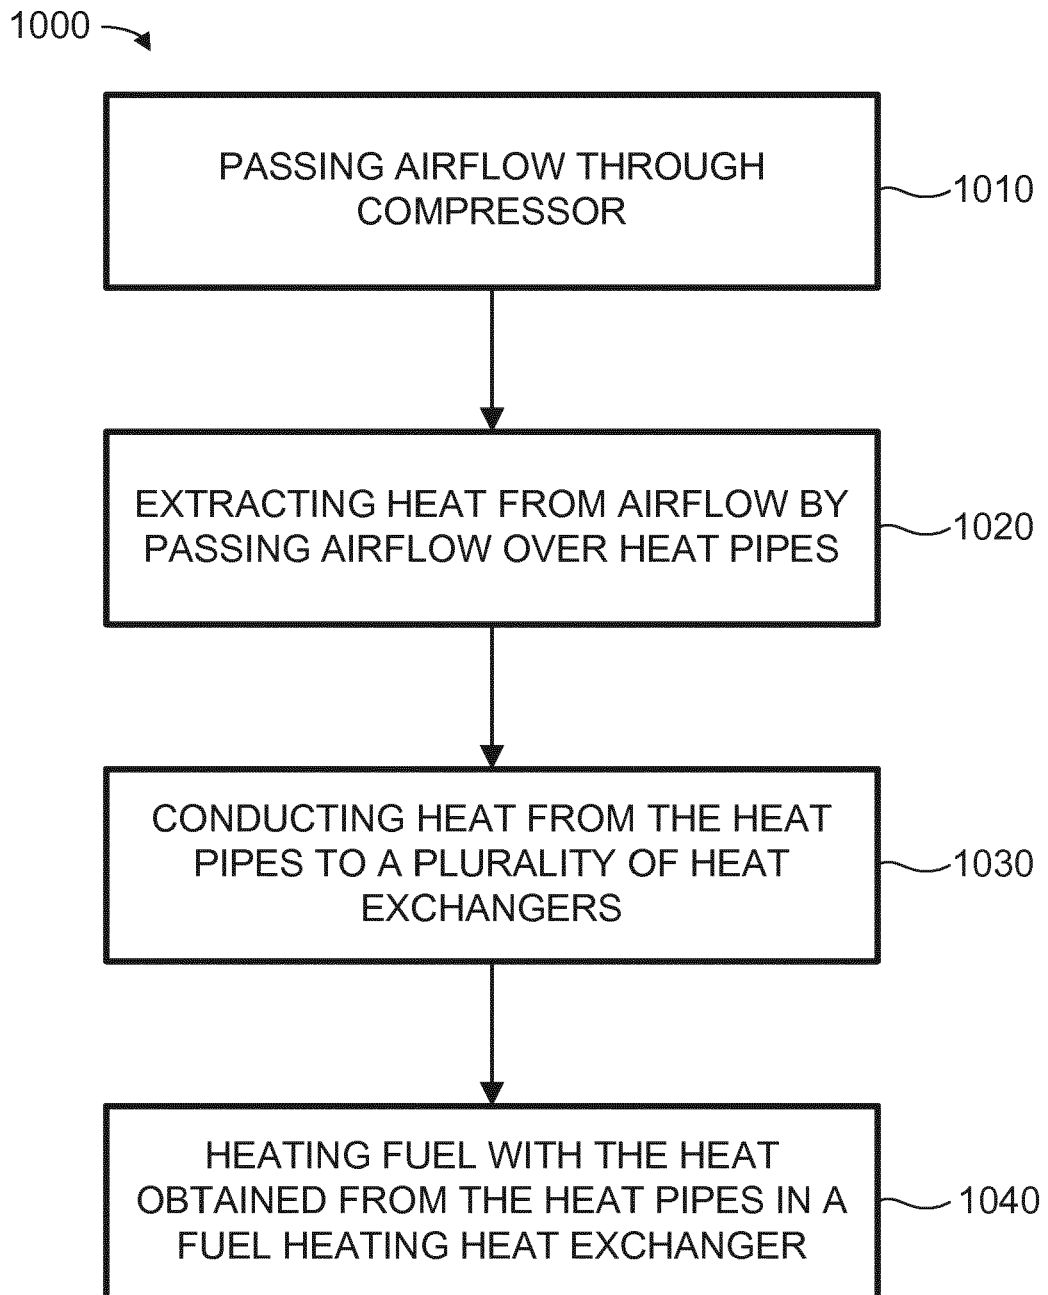 1000
PASSING AIRFLOW THROUGH
COMPRESSOR
1010
EXTRACTING HEAT FROM AIRFLOW BY
PASSING AIRFLOW OVER HEAT PIPES
1020
CONDUCTING HEAT FROM THE HEAT
PIPES TO A PLURALITY OF HEAT
EXCHANGERS
1030
HEATING FUEL WITH THE HEAT
OBTAINED FROM THE HEAT PIPES IN A
FUEL HEATING HEAT EXCHANGER
1040